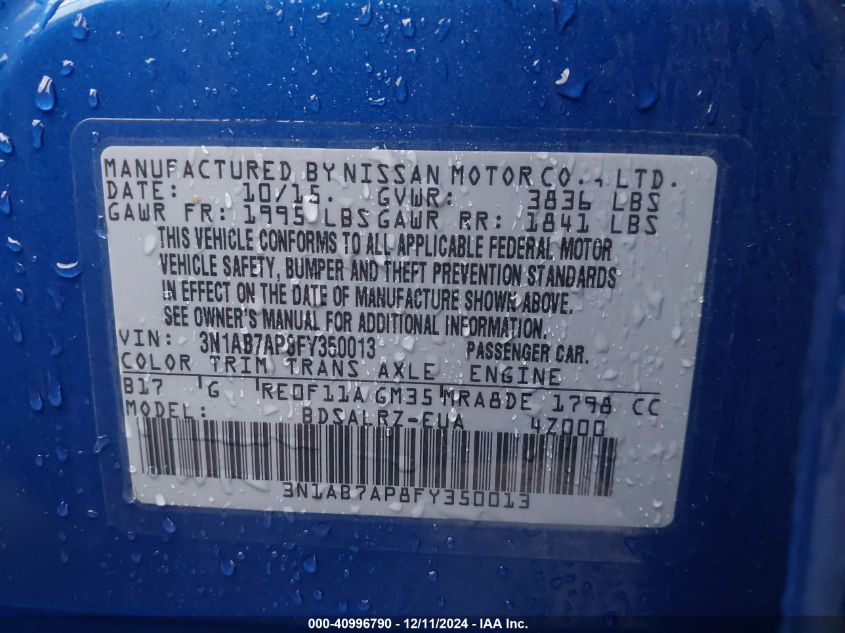 MANUFACTURED BY NISSAN MOTOR CO., LTD.
DATE: 10/15. GVWR: 3836 LBS
GAWR FR: 1995 LBS GAWR RR: 1841 LBS
THIS VEHICLE CONFORMS TO ALL APPLICABLE FEDERAL MOTOR
VEHICLE SAFETY, BUMPER AND THEFT PREVENTION STANDARDS
IN EFFECT ON THE DATE OF MANUFACTURE SHOWN ABOVE.
SEE OWNER'S MANUAL FOR ADDITIONAL INFORMATION.
VIN: 3N1AB7AP8FY350013 PASSENGER CAR.
COLOR TRIM TRANS AXLE ENGINE
B17 G RE0F11A GM35 MRA8DE 1798 CC
MODEL: BDSALRZ-EUA 4Z000
3N1AB7AP8FY350013
000-40996790 - 12/11/2024 - IAA Inc.